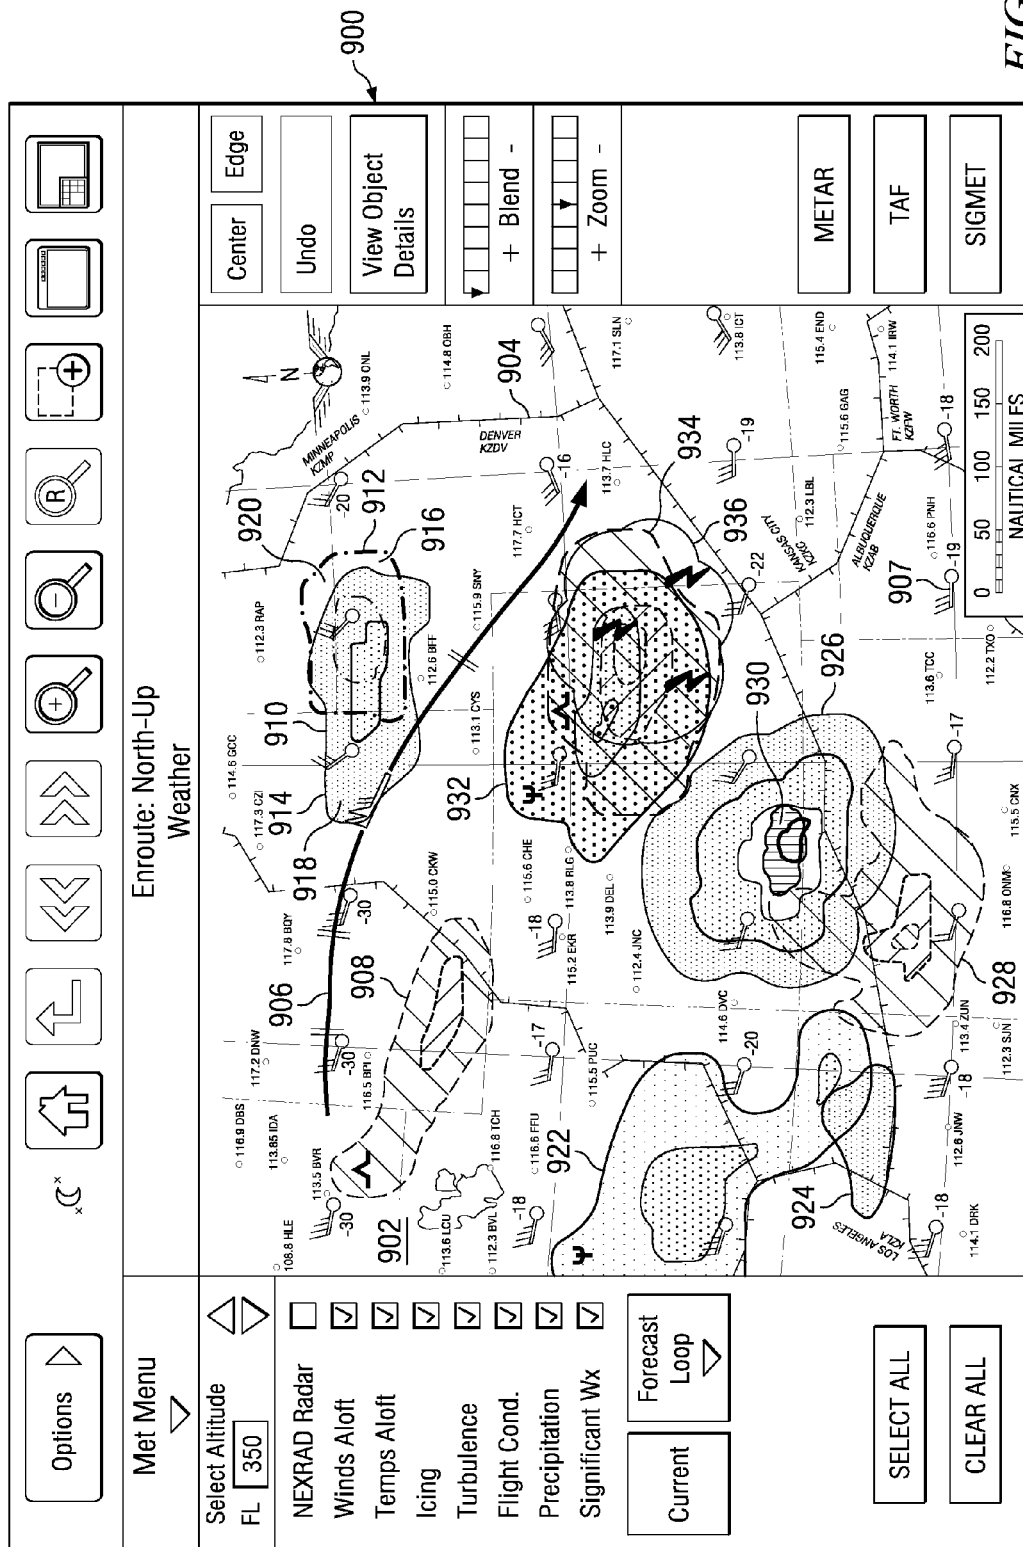 Options
Met Menu
Select Altitude
FL 350
NEXRAD Radar
Winds Aloft
Temps Aloft
Icing
Turbulence
Flight Cond.
Precipitation
Significant Wx
Current
Forecast
Loop
SELECT ALL
CLEAR ALL
Enroute: North-Up
Weather
R
Center
Edge
Undo
View Object
Details
+ Blend -
+ Zoom -
METAR
TAF
SIGMET
900
FIG
108.8 HLE
116.9 DBS
113.85 IDA
113.5 BVR
-30
902
113.6 LCU
112.3 BVL
116.8 TCH
116.6 FFU
-18
922
924
LOS ANGELES
KZLA
-18
114.1 DRK
112.6 JNW
-18
117.2 DNW
-30
116.5 BPI
906
908
117.8 BQY
-30
115.0 CKW
-17
115.5 PUC
-18
115.2 EKR
115.6 CHE
113.8 RLG
113.9 DEL
112.4 JNC
114.6 DVC
-20
113.4 ZUN
112.3 SJN
928
116.8 ONM
115.5 CNX
-17
114.6 GCC
117.3 CZI
914
918
910
112.3 RAP
920
912
916
112.6 BFF
115.9 SNY
113.1 CYS
932
930
926
113.6 TCC
112.2 TXO
907
-19
116.6 PNH
-18
MINNEAPOLIS
KZMP
-20
N
113.9 ONL
114.8 OBH
DENVER
KZDV
904
117.7 HCT
-16
113.7 HLC
117.1 SLN
934
936
-22
-19
113.8 ICT
KANSAS CITY
KZKC
112.3 LBL
ALBUQUERQUE
KZAB
115.6 GAG
115.4 END
114.1 IRW
FT. WORTH
KZFW
0 50 100 150 200
NAUTICAL MILES